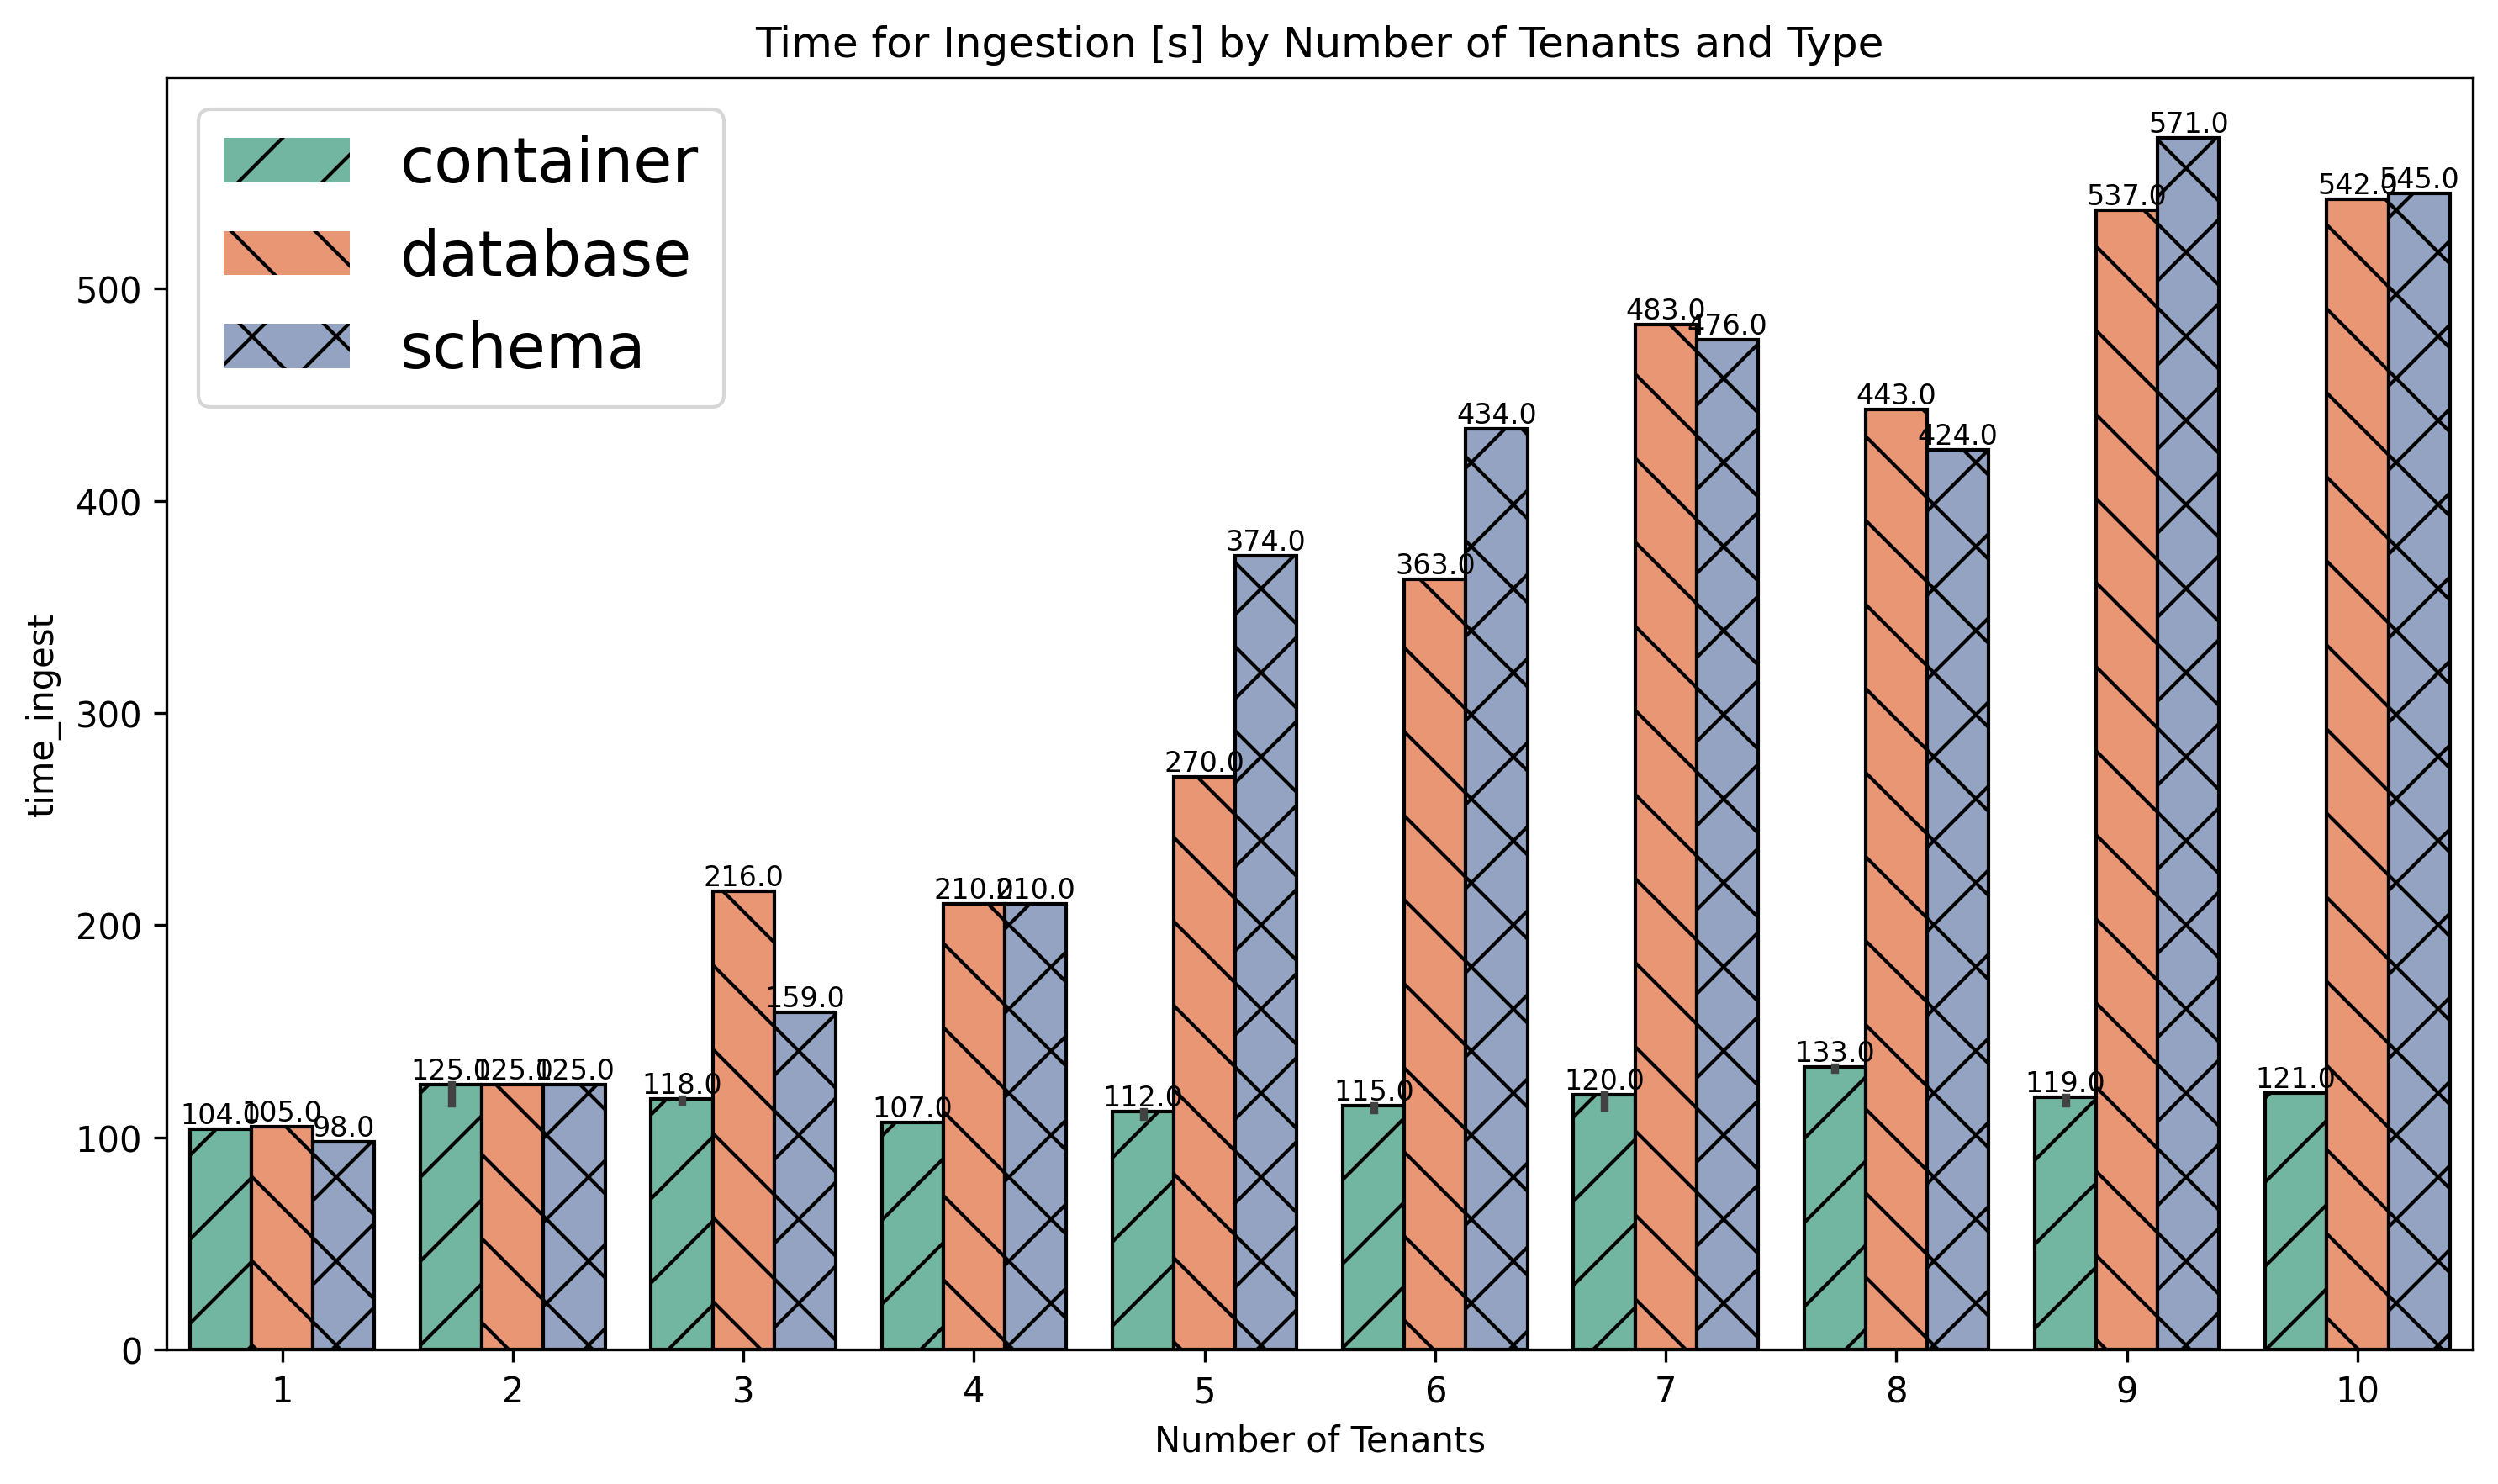 Time for Ingestion [s] by Number of Tenants and Type
container
database
schema
time_ingest
500
400
300
200
100
0
104.0 105.0 98.0
125.0 125.0 125.0
118.0 216.0 159.0
107.0 210.0 210.0
112.0 270.0 374.0
115.0 363.0 434.0
120.0 483.0 476.0
133.0 443.0 424.0
119.0 537.0 571.0
121.0 542.0 545.0
1 2 3 4 5 6 7 8 9 10
Number of Tenants